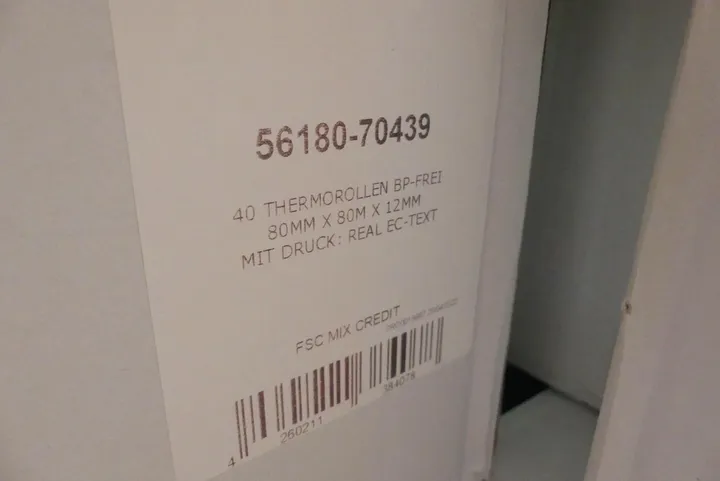 56180-70439
40 THERMOROLLEN BP-FREI
80MM X 80M X 12MM
MIT DRUCK: REAL EC-TEXT
FSC MIX CREDIT
4 260211 384078